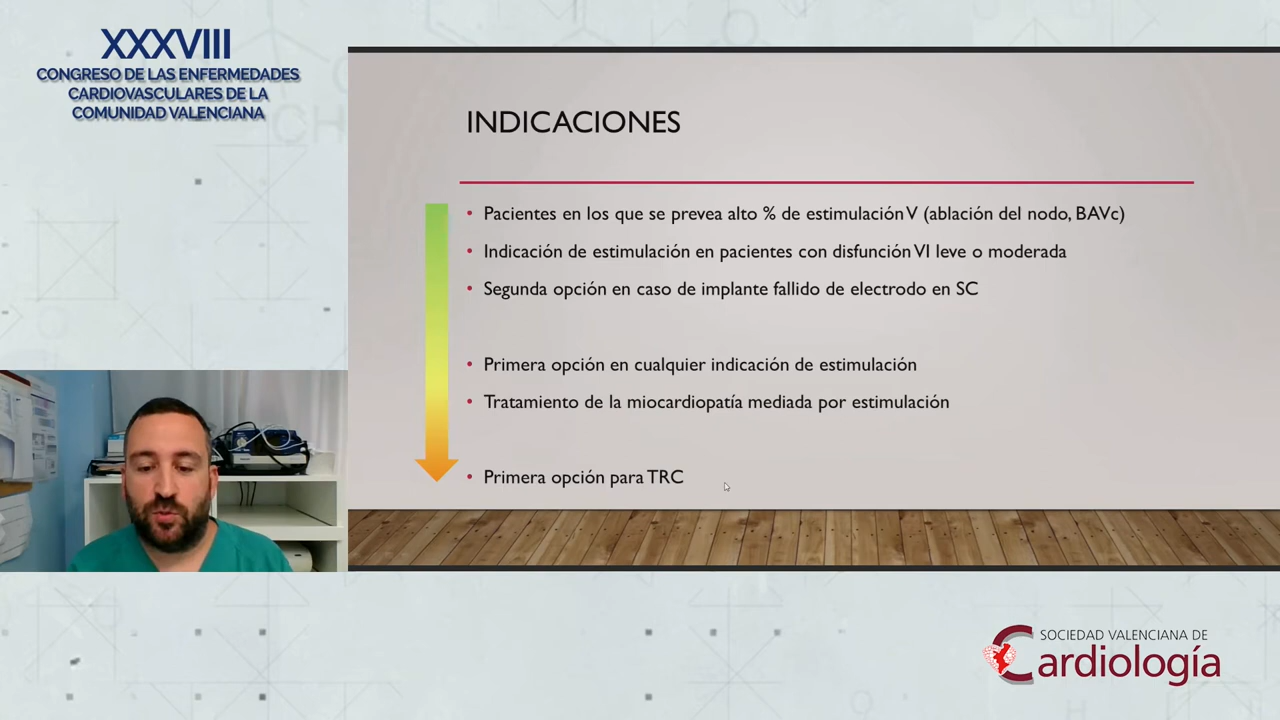 XXXVIII
CONGRESO DE LAS ENFERMEDADES
CARDIOVASCULARES DE LA
COMUNIDAD VALENCIANA
INDICACIONES
• Pacientes en los que se prevea alto % de estimulación V (ablación del nodo, BAVc)
• Indicación de estimulación en pacientes con disfunción VI leve o moderada
• Segunda opción en caso de implante fallido de electrodo en SC
• Primera opción en cualquier indicación de estimulación
• Tratamiento de la miocardiopatía mediada por estimulación
• Primera opción para TRC
SOCIEDAD VALENCIANA DE
Cardiología